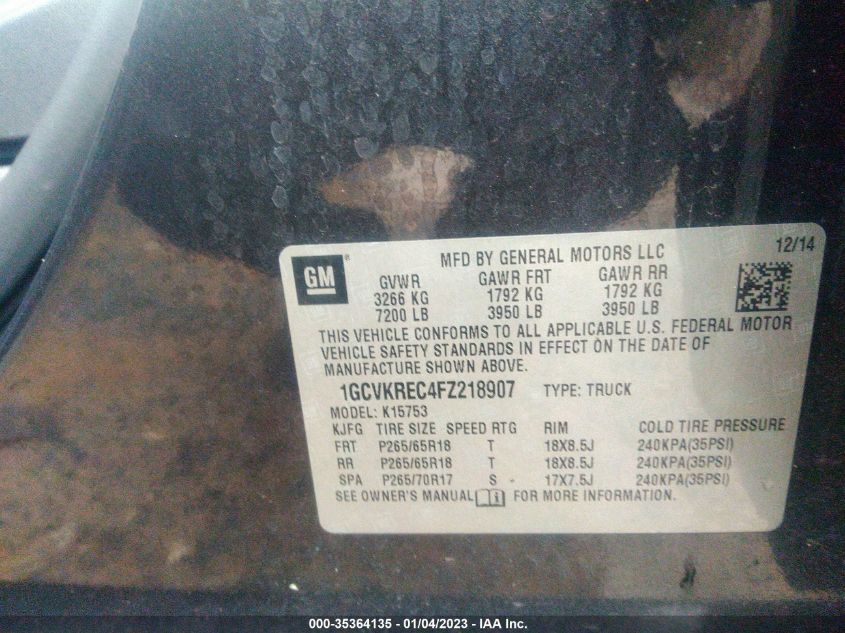 MFD BY GENERAL MOTORS LLC 12/14
GM ®
GVWR GAWR FRT GAWR RR
3266 KG 1792 KG 1792 KG
7200 LB 3950 LB 3950 LB
THIS VEHICLE CONFORMS TO ALL APPLICABLE U.S. FEDERAL MOTOR
VEHICLE SAFETY STANDARDS IN EFFECT ON THE DATE OF
MANUFACTURE SHOWN ABOVE.
1GCVKREC4FZ218907 TYPE: TRUCK
MODEL: K15753
KJFG TIRE SIZE SPEED RTG RIM COLD TIRE PRESSURE
FRT P265/65R18 T 18X8.5J 240KPA(35PSI)
RR P265/65R18 T 18X8.5J 240KPA(35PSI)
SPA P265/70R17 S - 17X7.5J 240KPA(35PSI)
SEE OWNER'S MANUAL i FOR MORE INFORMATION.
000-35364135 - 01/04/2023 - IAA Inc.